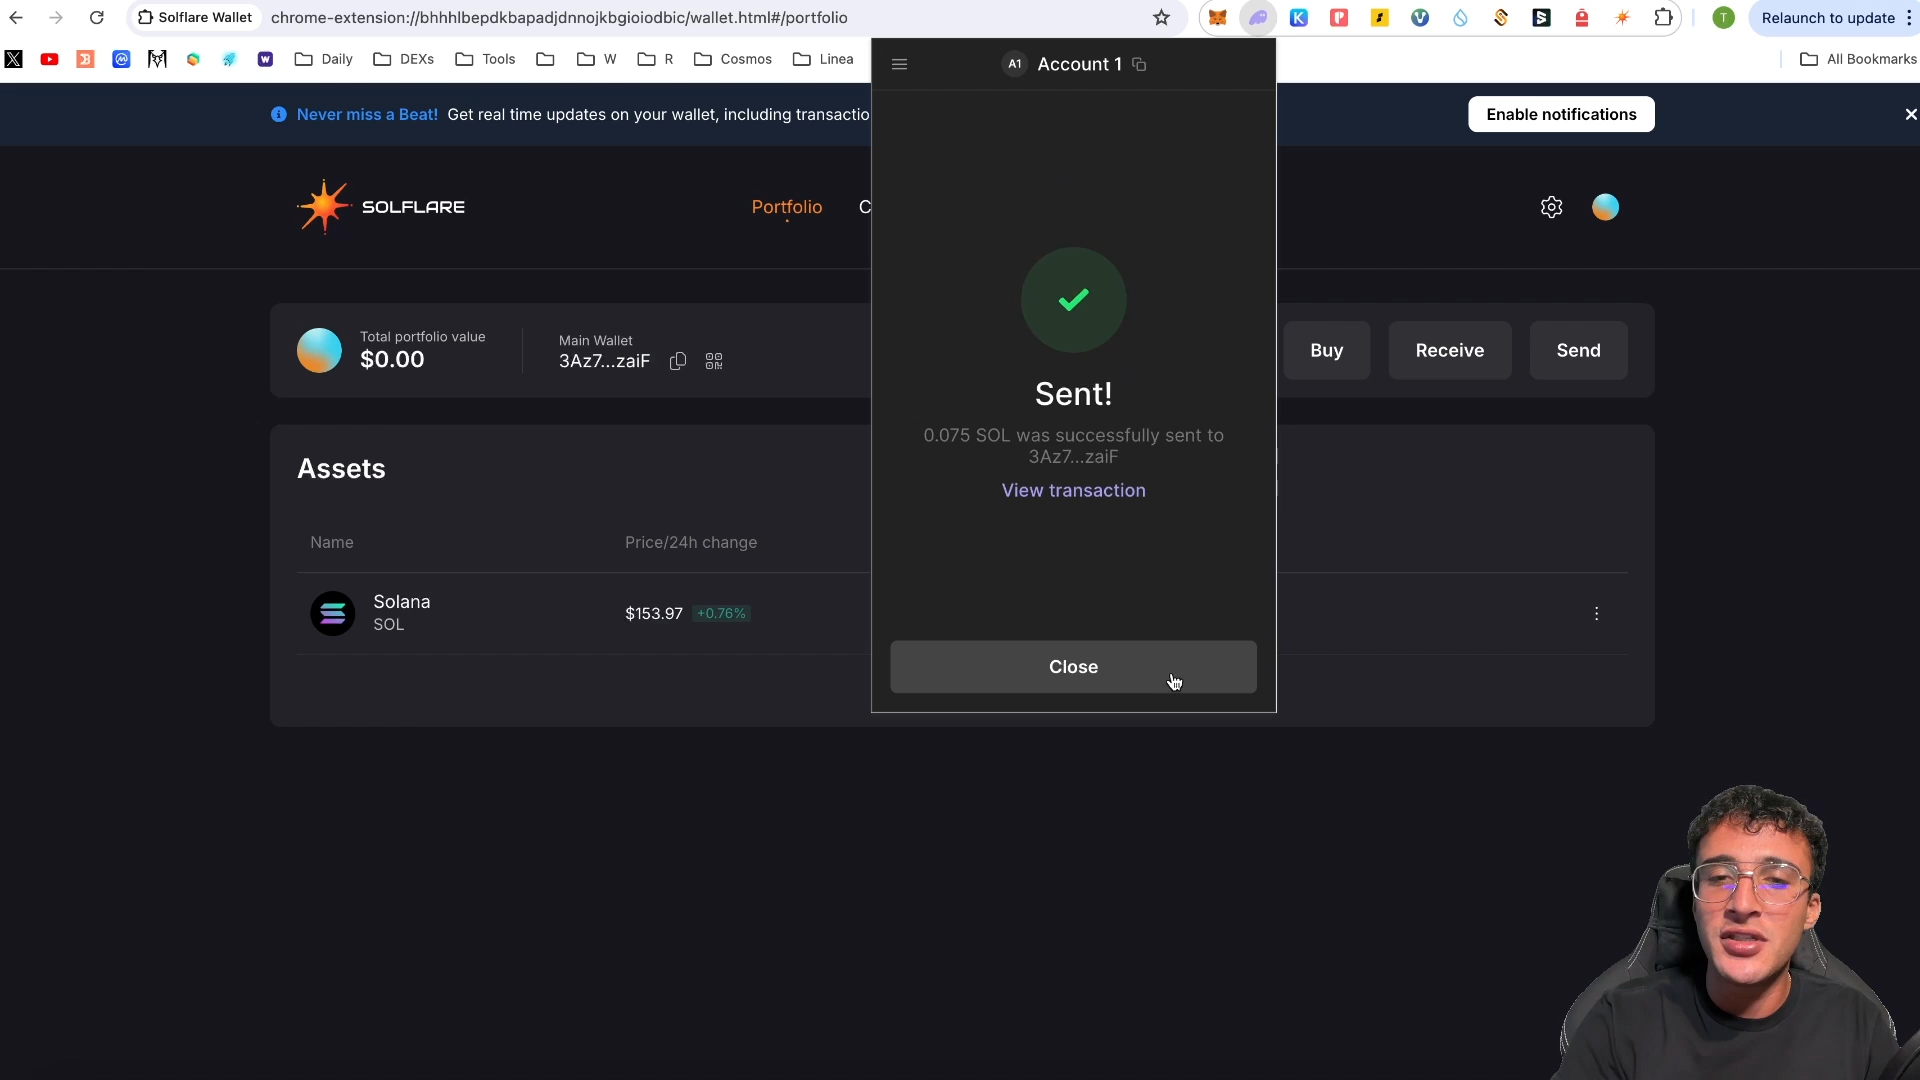 Solflare Wallet
chrome-extension://bhhhlbepdkbapadjdnnojkbgioiodbic/wallet.html#/portfolio
T
Relaunch to update
Daily
DEXs
Tools
W
R
Cosmos
Linea
All Bookmarks
A1
Account 1
Never miss a Beat! Get real time updates on your wallet, including transactio
Enable notifications
SOLFLARE
Portfolio
C
Total portfolio value
$0.00
Main Wallet
3Az7...zaiF
Buy
Receive
Send
Sent!
0.075 SOL was successfully sent to
3Az7...zaiF
View transaction
Assets
Name
Price/24h change
Solana
SOL
$153.97
+0.76%
Close